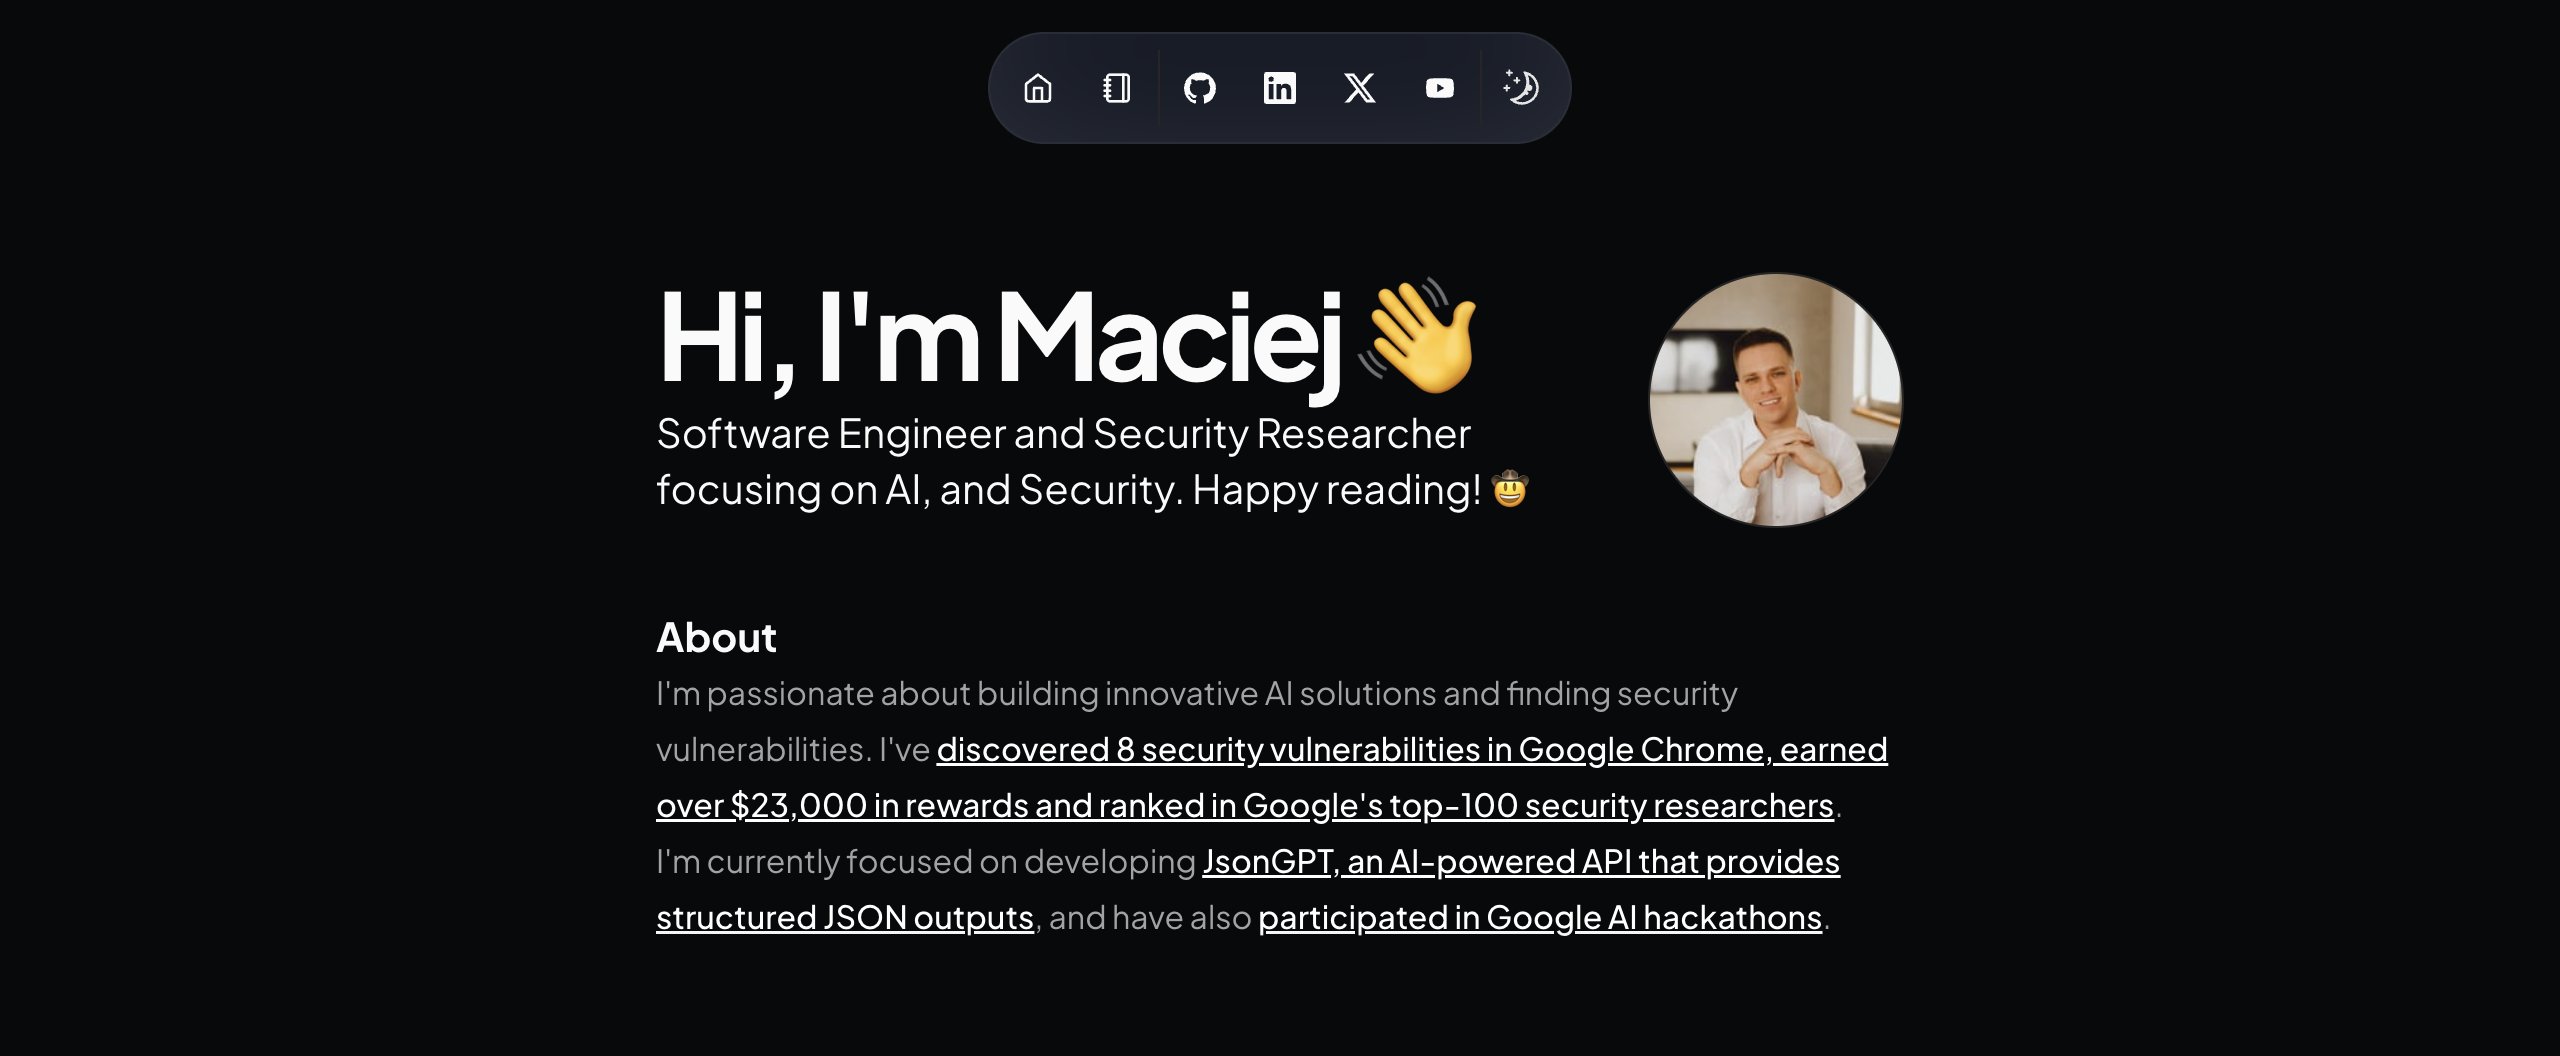 Hi, I'm Maciej 👋
Software Engineer and Security Researcher
focusing on AI, and Security. Happy reading! 🤠
About
I'm passionate about building innovative AI solutions and finding security
vulnerabilities. I've discovered 8 security vulnerabilities in Google Chrome, earned
over $23,000 in rewards and ranked in Google's top-100 security researchers.
I'm currently focused on developing JsonGPT, an AI-powered API that provides
structured JSON outputs, and have also participated in Google AI hackathons.